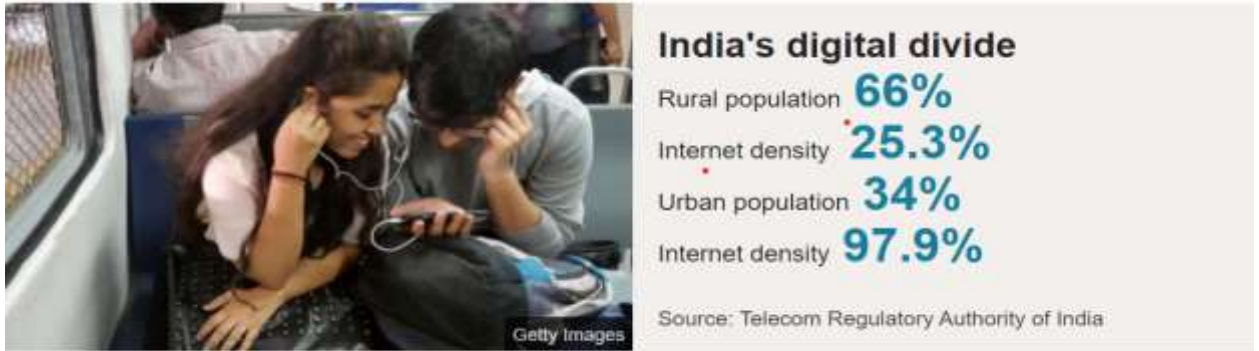 India's digital divide
Rural population 66%
Internet density 25.3%
Urban population 34%
Internet density 97.9%
Source: Telecom Regulatory Authority of India
Getty Images